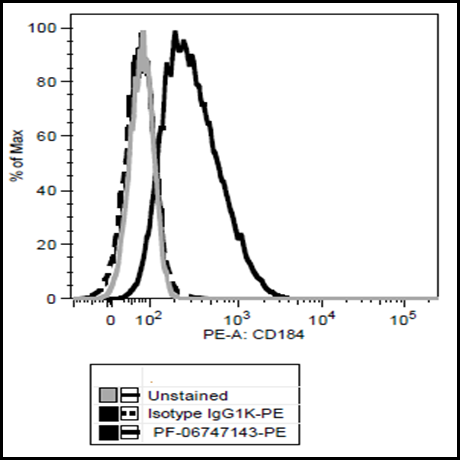 100
80
60
40
20
0
% of Max
0 10² 10³ 10⁴ 10⁵
PE-A: CD184
Unstained
Isotype IgG1K-PE
PF-06747143-PE